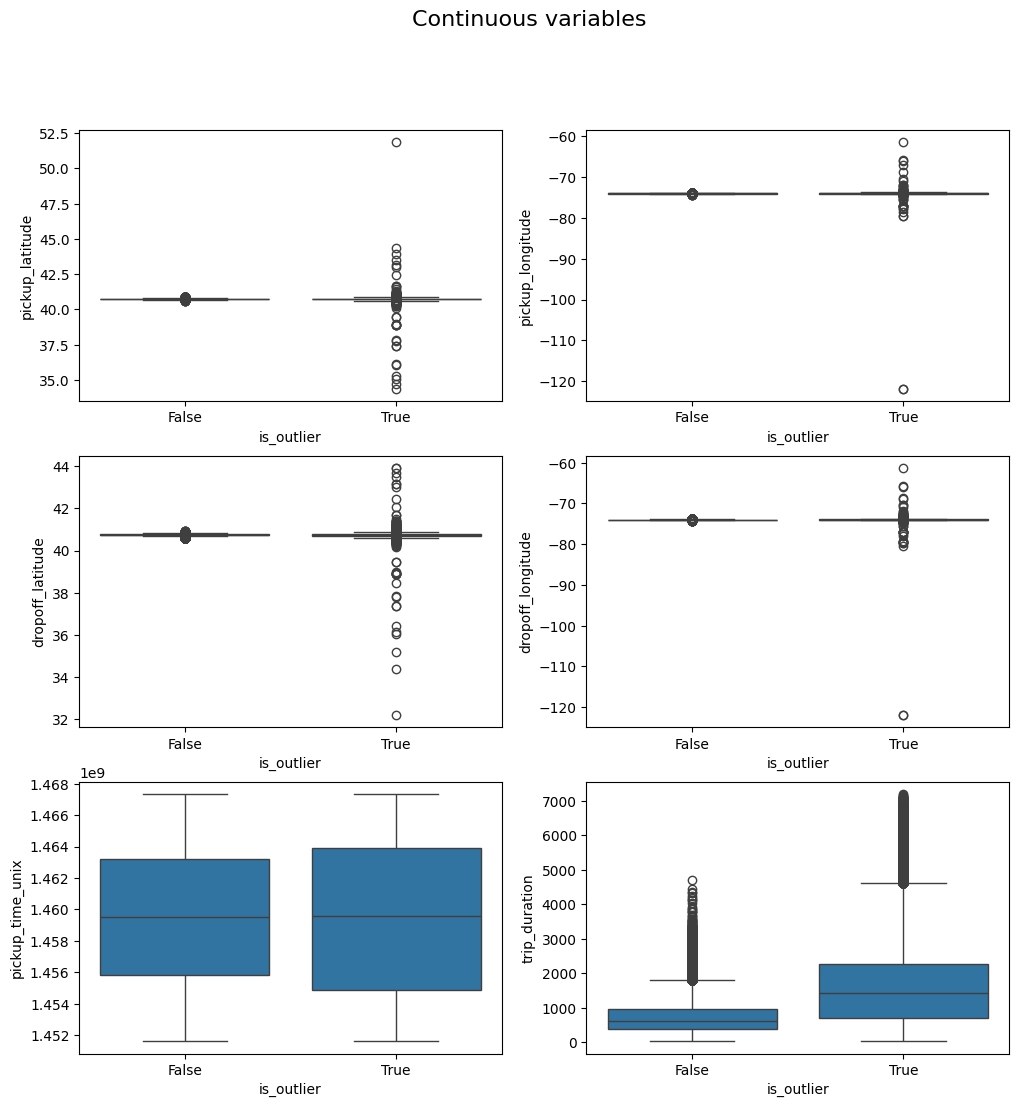 Continuous variables
52.5
50.0
47.5
45.0
42.5
40.0
37.5
35.0
pickup_latitude
False True
is_outlier
−60
−70
−80
−90
−100
−110
−120
pickup_longitude
False True
is_outlier
44
42
40
38
36
34
32
dropoff_latitude
False True
is_outlier
−60
−70
−80
−90
−100
−110
−120
dropoff_longitude
False True
is_outlier
1e9
1.468
1.466
1.464
1.462
1.460
1.458
1.456
1.454
1.452
pickup_time_unix
False True
is_outlier
7000
6000
5000
4000
3000
2000
1000
0
trip_duration
False True
is_outlier